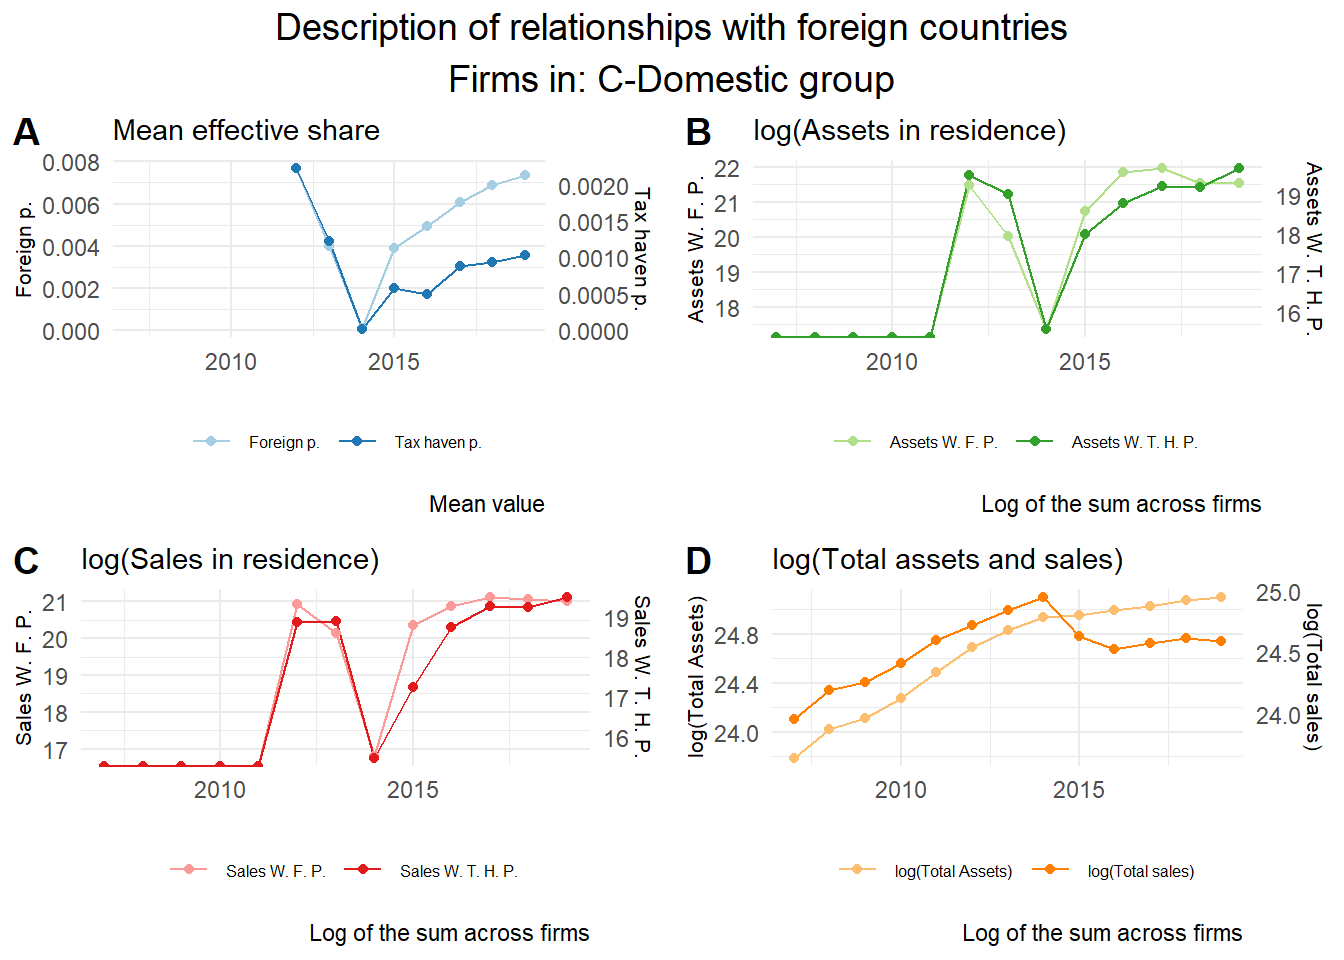 Description of relationships with foreign countries
Firms in: C-Domestic group
A
Mean effective share
0.008
0.006
0.004
0.002
0.000
Foreign p.
0.0020
0.0015
0.0010
0.0005
0.0000
Tax haven p.
2010
2015
Foreign p.
Tax haven p.
Mean value
B
log(Assets in residence)
22
21
20
19
18
Assets W. F. P.
19
18
17
16
Assets W. T. H. P.
2010
2015
Assets W. F. P.
Assets W. T. H. P.
Log of the sum across firms
C
log(Sales in residence)
21
20
19
18
17
Sales W. F. P.
19
18
17
16
Sales W. T. H. P.
2010
2015
Sales W. F. P.
Sales W. T. H. P.
Log of the sum across firms
D
log(Total assets and sales)
24.8
24.4
24.0
log(Total Assets)
25.0
24.5
24.0
log(Total sales)
2010
2015
log(Total Assets)
log(Total sales)
Log of the sum across firms